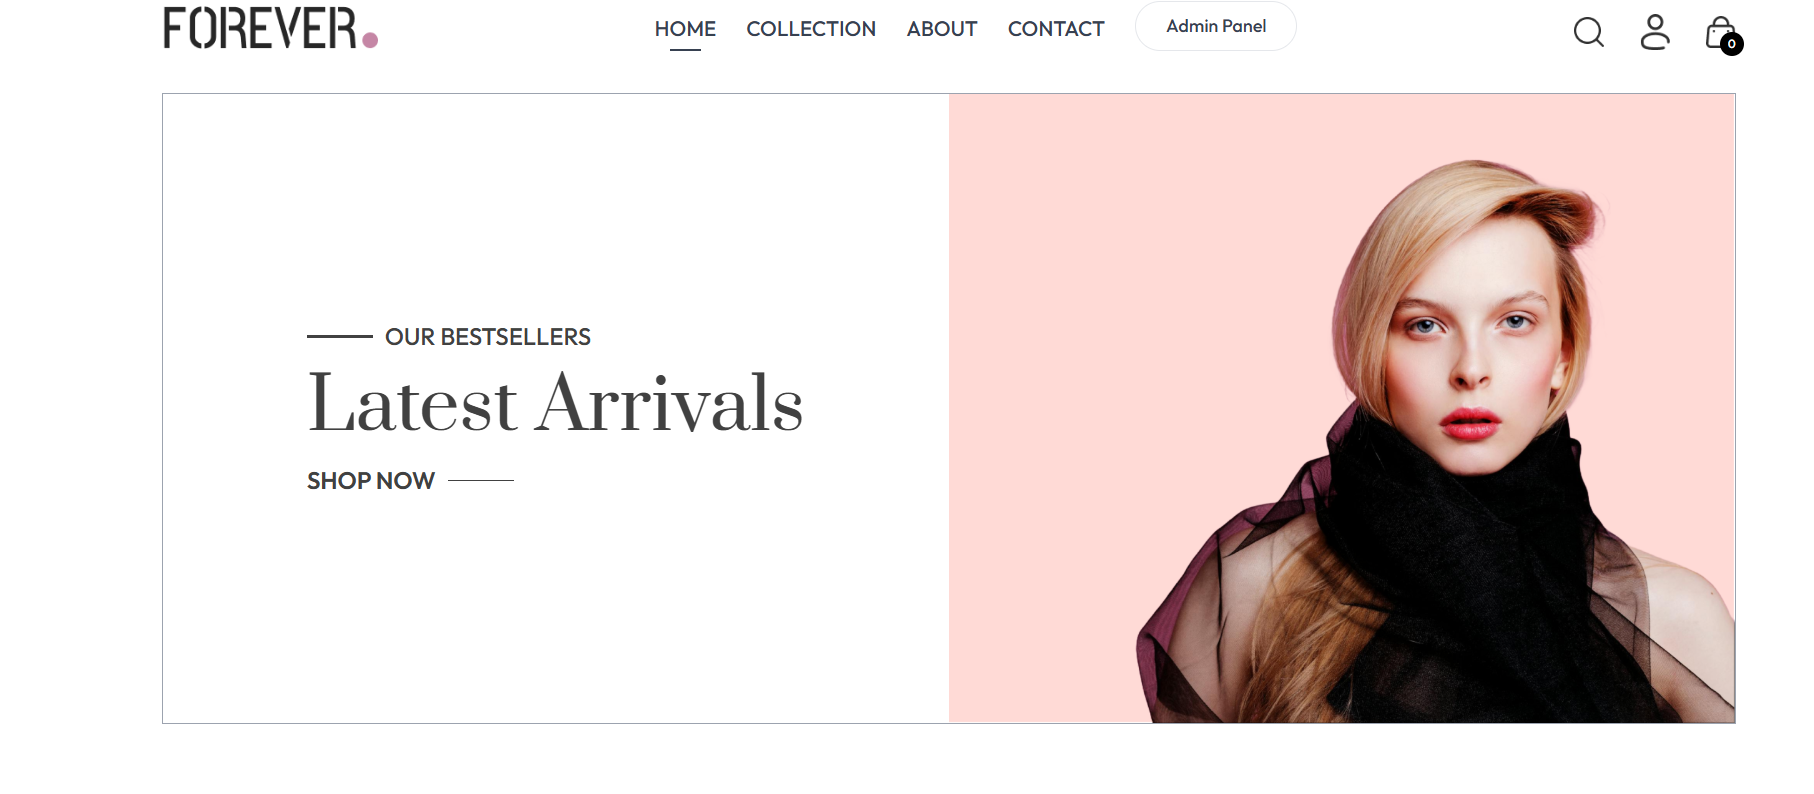 FOREVER.
HOME COLLECTION ABOUT CONTACT Admin Panel
0
OUR BESTSELLERS
Latest Arrivals
SHOP NOW